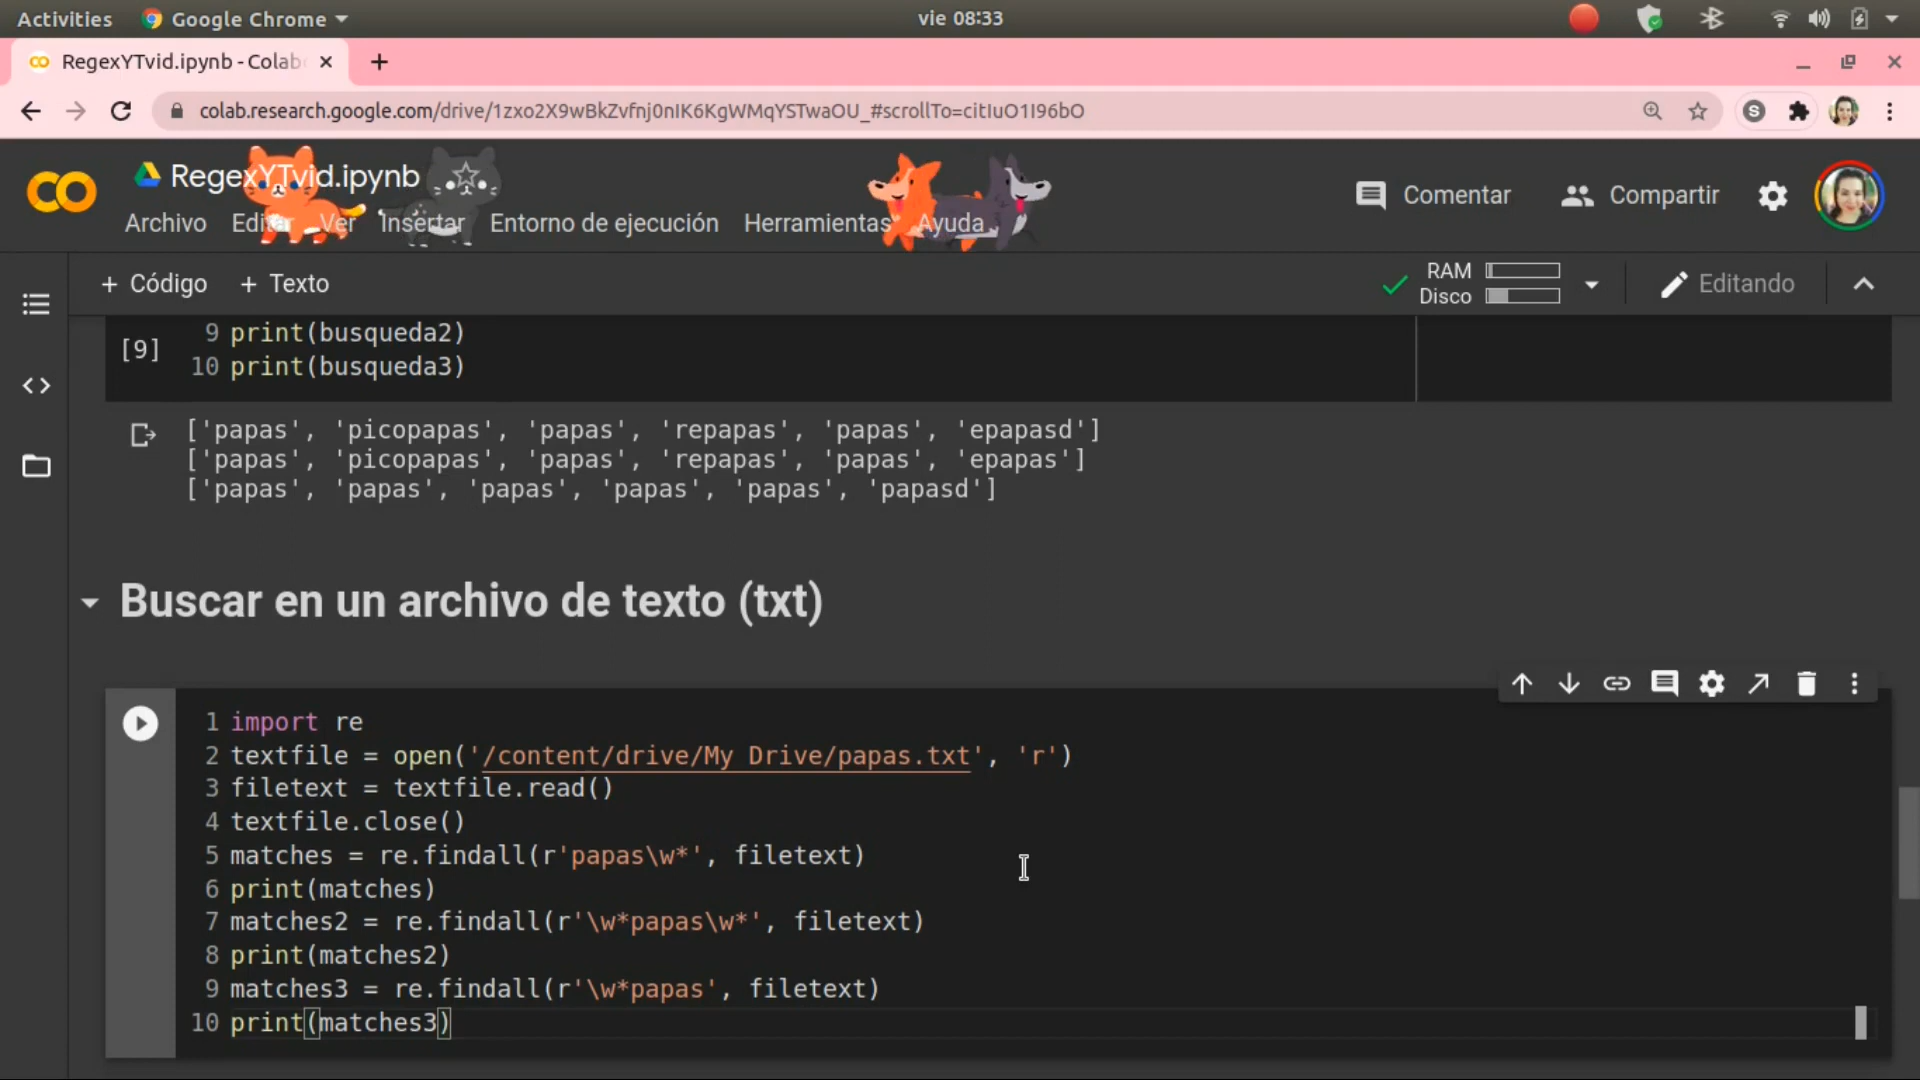 Activities
Google Chrome
vie 08:33
RegexYTvid.ipynb - Colab
colab.research.google.com/drive/1zxo2X9wBkZvfnj0nIK6KgWMqYSTwaOU_#scrollTo=citIuO1I96bO
S
RegexYTvid.ipynb
Comentar
Compartir
Archivo Editar Ver Insertar Entorno de ejecución Herramientas Ayuda
+ Código + Texto
RAM
Disco
Editando
[9]
9 print(busqueda2)
10 print(busqueda3)
['papas', 'picopapas', 'papas', 'repapas', 'papas', 'epapasd']
['papas', 'picopapas', 'papas', 'repapas', 'papas', 'epapas']
['papas', 'papas', 'papas', 'papas', 'papas', 'papasd']
Buscar en un archivo de texto (txt)
1 import re
2 textfile = open('/content/drive/My Drive/papas.txt', 'r')
3 filetext = textfile.read()
4 textfile.close()
5 matches = re.findall(r'papas\w*', filetext)
6 print(matches)
7 matches2 = re.findall(r'\w*papas\w*', filetext)
8 print(matches2)
9 matches3 = re.findall(r'\w*papas', filetext)
10 print(matches3)